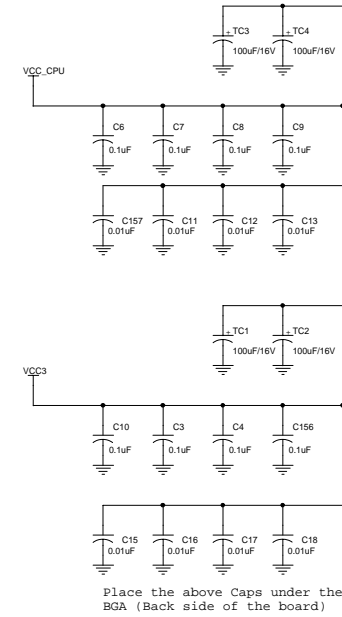 + TC3 + TC4
100uF/16V 100uF/16V
VCC_CPU
C6 C7 C8 C9
0.1uF 0.1uF 0.1uF 0.1uF
C157 C11 C12 C13
0.01uF 0.01uF 0.01uF 0.01uF
+ TC1 + TC2
100uF/16V 100uF/16V
VCC3
C10 C3 C4 C156
0.1uF 0.1uF 0.1uF 0.1uF
C15 C16 C17 C18
0.01uF 0.01uF 0.01uF 0.01uF
Place the above Caps under the
BGA (Back side of the board)